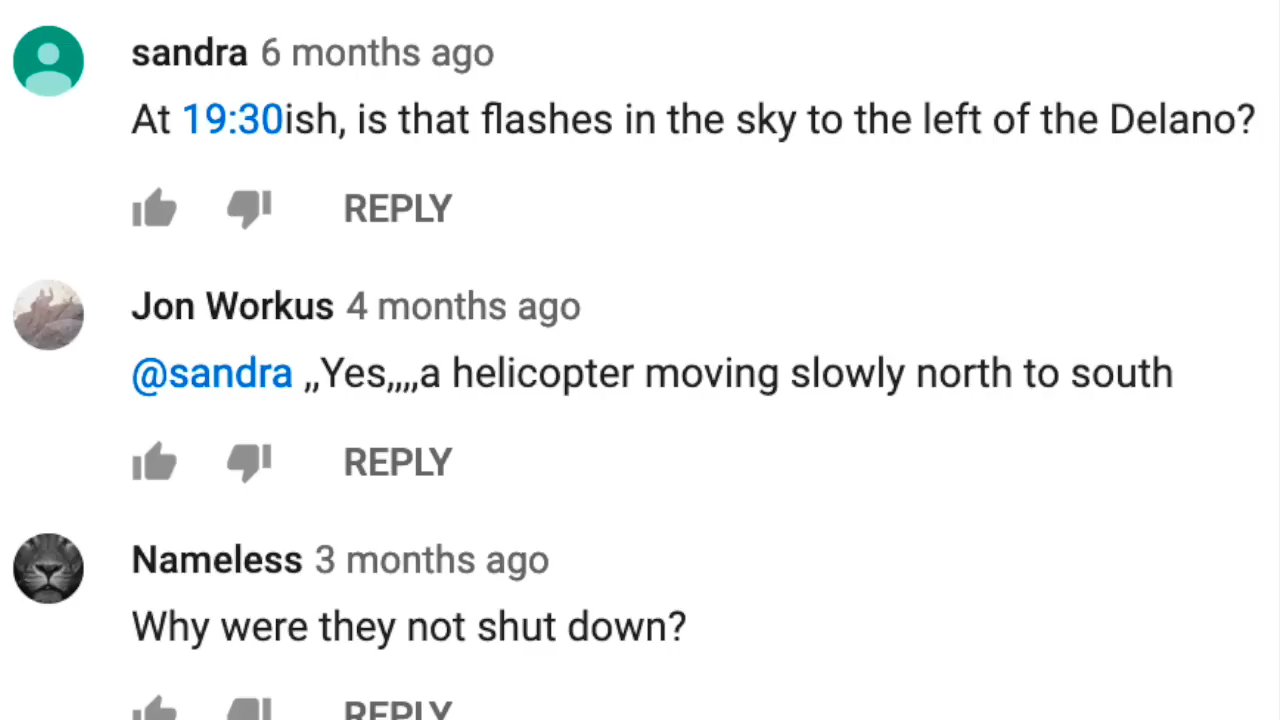 sandra 6 months ago
At 19:30ish, is that flashes in the sky to the left of the Delano?
REPLY
Jon Workus 4 months ago
@sandra ,,Yes,,,,a helicopter moving slowly north to south
REPLY
Nameless 3 months ago
Why were they not shut down?
REPLY